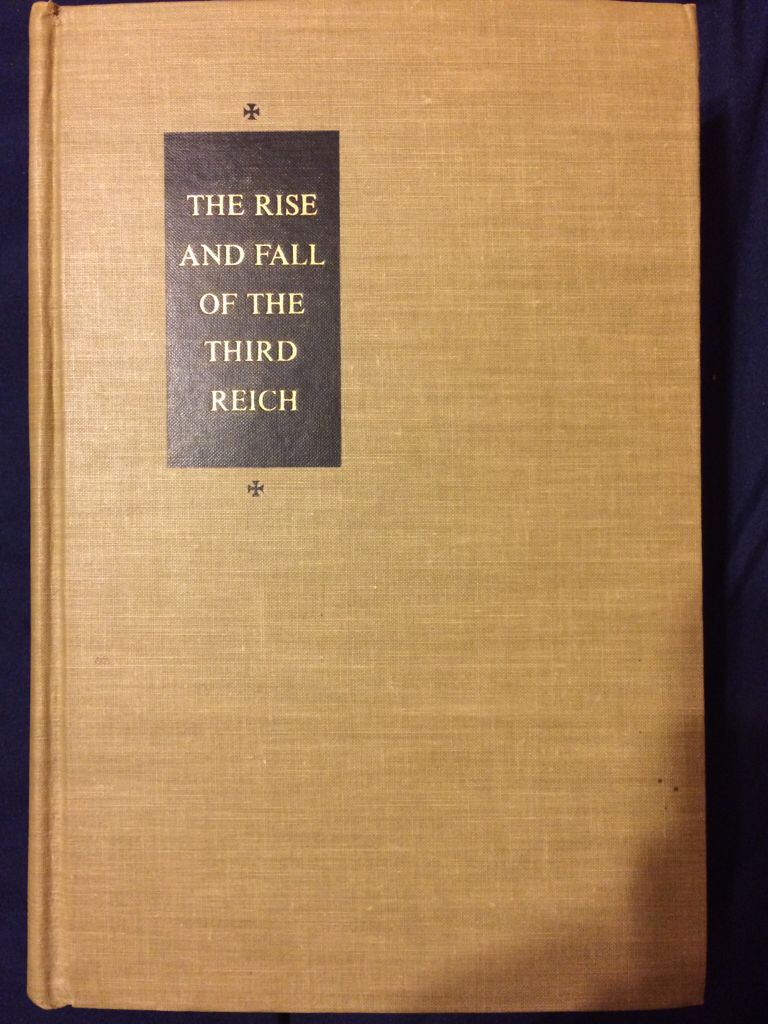 THE RISE
AND FALL
OF THE
THIRD
REICH